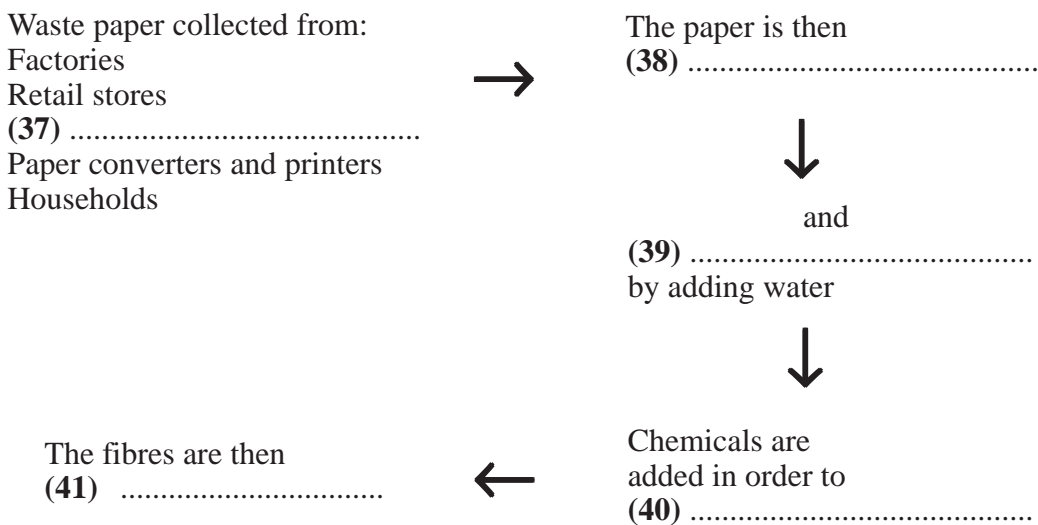 Waste paper collected from:
Factories
Retail stores
(37) ..........................................
Paper converters and printers
Households
The paper is then
(38) ..........................................
and
(39) .........................................
by adding water
Chemicals are
added in order to
(40) .........................................
The fibres are then
(41) ................................